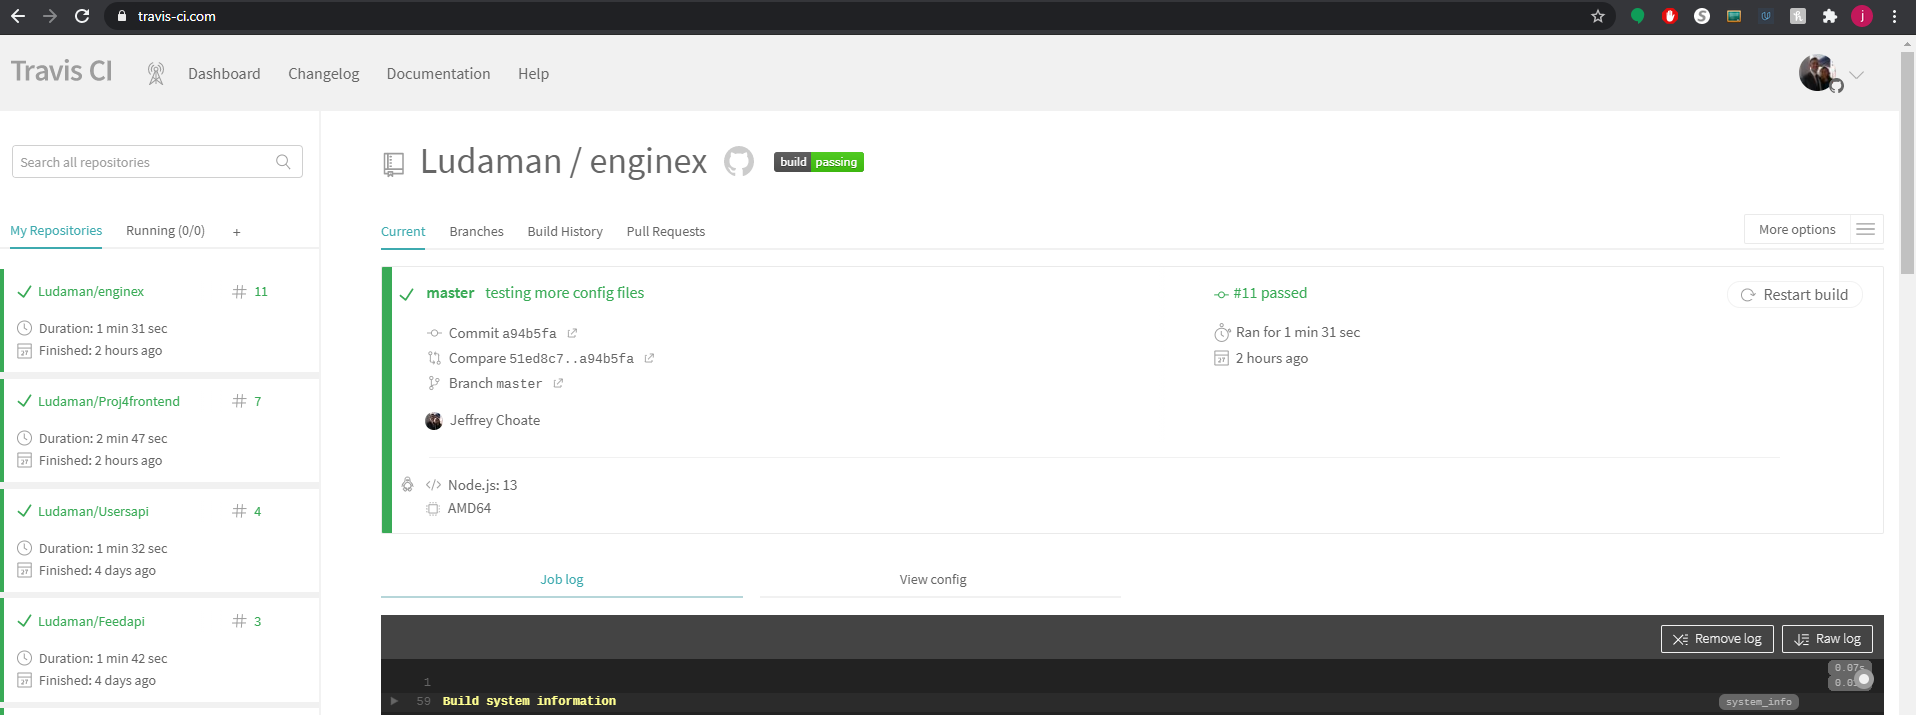 travis-ci.com
j
Travis CI
Dashboard
Changelog
Documentation
Help
Search all repositories
My Repositories
Running (0/0)
+
Ludaman/enginex
# 11
Duration: 1 min 31 sec
Finished: 2 hours ago
Ludaman/Proj4frontend
# 7
Duration: 2 min 47 sec
Finished: 2 hours ago
Ludaman/Usersapi
# 4
Duration: 1 min 32 sec
Finished: 4 days ago
Ludaman/Feedapi
# 3
Duration: 1 min 42 sec
Finished: 4 days ago
Ludaman / enginex
build passing
Current
Branches
Build History
Pull Requests
More options
master testing more config files
Commit a94b5fa
Compare 51ed8c7..a94b5fa
Branch master
Jeffrey Choate
#11 passed
Ran for 1 min 31 sec
2 hours ago
Restart build
</> Node.js: 13
AMD64
Job log
View config
Remove log
Raw log
1
0.07s
59 Build system information
system_info